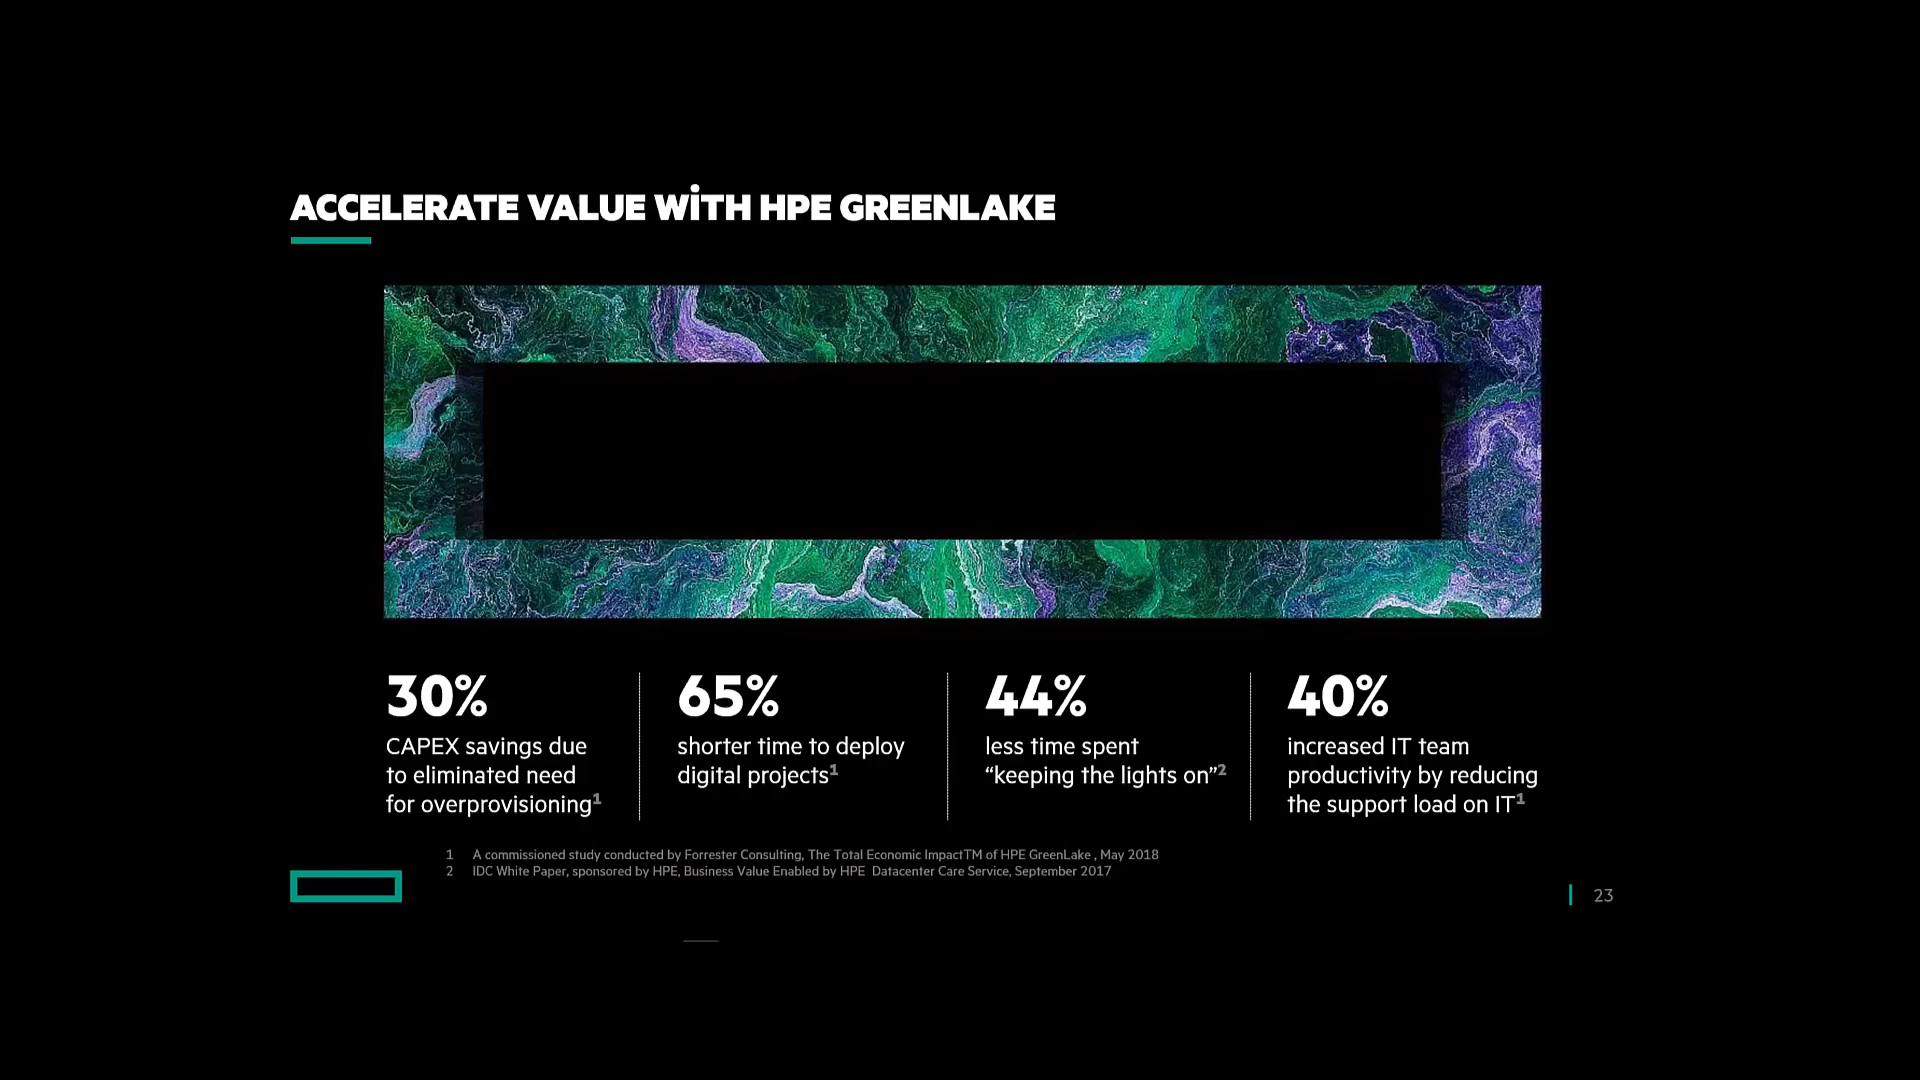 ACCELERATE VALUE WİTH HPE GREENLAKE
30%
CAPEX savings due
to eliminated need
for overprovisioning1
65%
shorter time to deploy
digital projects1
44%
less time spent
“keeping the lights on”2
40%
increased IT team
productivity by reducing
the support load on IT1
1 A commissioned study conducted by Forrester Consulting, The Total Economic ImpactTM of HPE GreenLake , May 2018
2 IDC White Paper, sponsored by HPE, Business Value Enabled by HPE Datacenter Care Service, September 2017
23